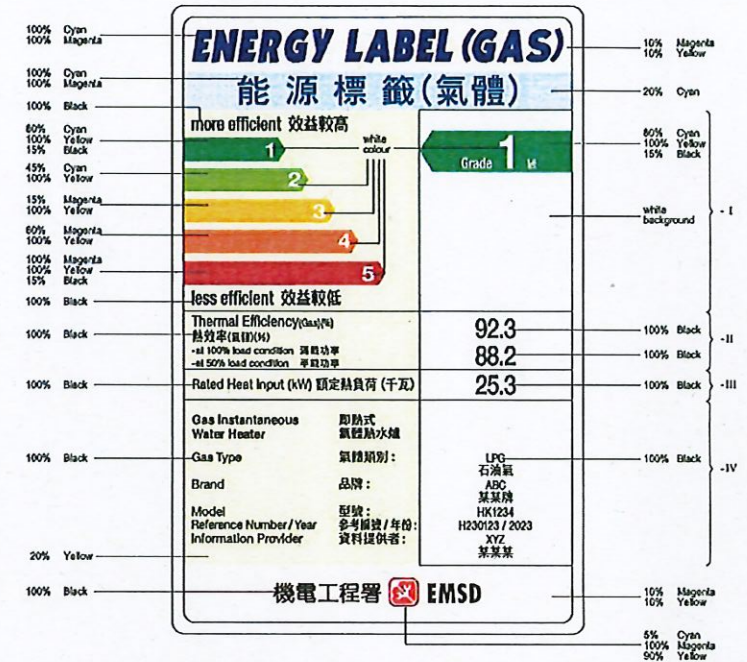 ENERGY LABEL (GAS)
能源標籤(氣體)
more efficient 效益較高
1
2
3
4
5
less efficient 效益較低
white
colour
Grade 1 級
Thermal Efficiency(Gas)(%)
熱效率(氣體)(%)
-at 100% load condition 滿載功率
-at 50% load condition 半載功率
92.3
88.2
Rated Heat Input (kW) 額定熱負荷 (千瓦) 25.3
Gas Instantaneous 即熱式
Water Heater 氣體熱水爐
Gas Type 氣體類別: LPG
石油氣
Brand 品牌: ABC
某某牌
Model 型號: HK1234
Reference Number/Year 參考編號/年份: H230123 / 2023
Information Provider 資料提供者: XYZ
某某某
機電工程署 EMSD
100% Cyan
100% Magenta
100% Cyan
100% Magenta
100% Black
60% Cyan
100% Yellow
15% Black
45% Cyan
100% Yellow
15% Magenta
100% Yellow
60% Magenta
100% Yellow
100% Magenta
100% Yellow
15% Black
100% Black
100% Black
100% Black
100% Black
20% Yellow
100% Black
10% Magenta
10% Yellow
20% Cyan
60% Cyan
100% Yellow
15% Black
white
background
- I
100% Black
100% Black
-II
100% Black
-III
100% Black
-IV
10% Magenta
10% Yellow
5% Cyan
100% Magenta
90% Yellow